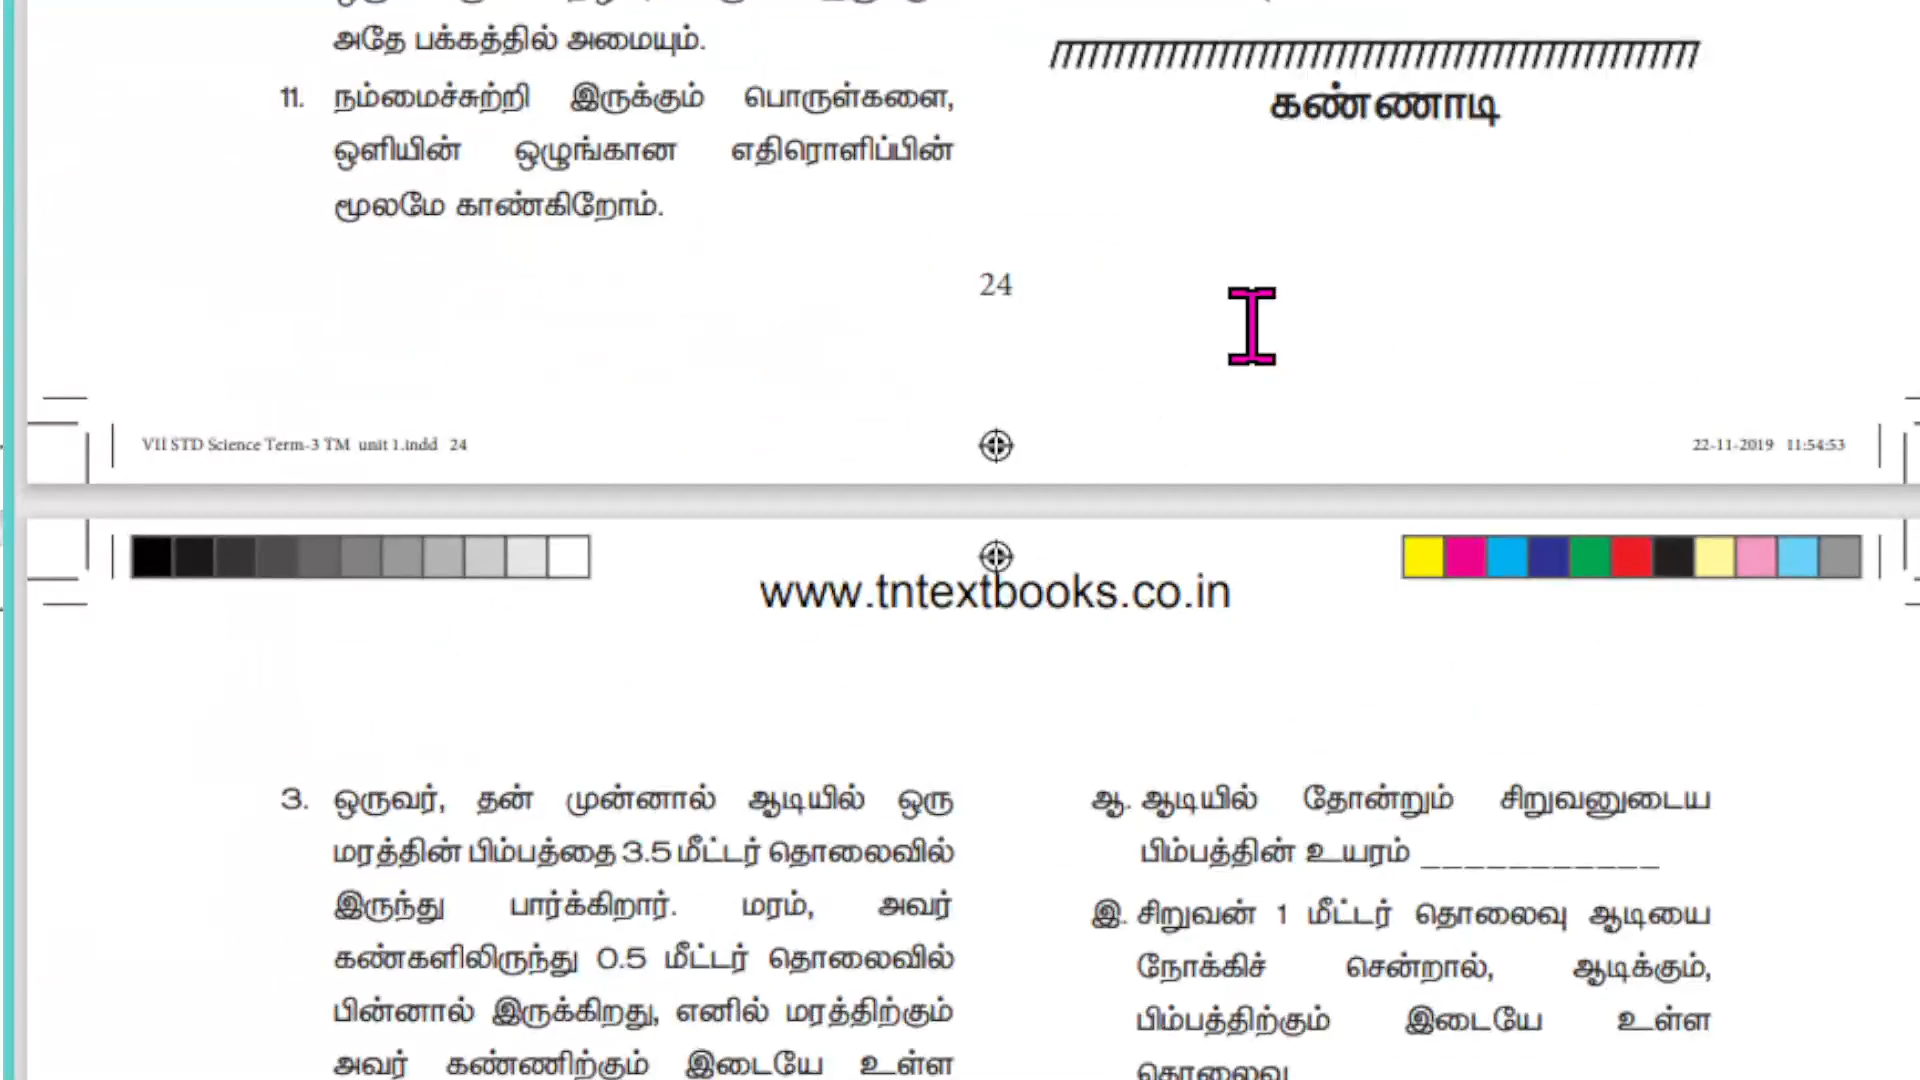 அதே பக்கத்தில் அமையும்.
11. நம்மைச்சுற்றி இருக்கும் பொருள்களை,
ஒளியின் ஒழுங்கான எதிரொளிப்பின்
மூலமே காண்கிறோம்.
கண்ணாடி
24
VII STD Science Term-3 TM unit 1.indd 24
22-11-2019 11:54:53
www.tntextbooks.co.in
3. ஒருவர், தன் முன்னால் ஆடியில் ஒரு
மரத்தின் பிம்பத்தை 3.5 மீட்டர் தொலைவில்
இருந்து பார்க்கிறார். மரம், அவர்
கண்களிலிருந்து 0.5 மீட்டர் தொலைவில்
பின்னால் இருக்கிறது, எனில் மரத்திற்கும்
அவர் கண்ணிற்கும் இடையே உள்ள
ஆ. ஆடியில் தோன்றும் சிறுவனுடைய
பிம்பத்தின் உயரம் ___________
இ. சிறுவன் 1 மீட்டர் தொலைவு ஆடியை
நோக்கிச் சென்றால், ஆடிக்கும்,
பிம்பத்திற்கும் இடையே உள்ள
தொலைவு